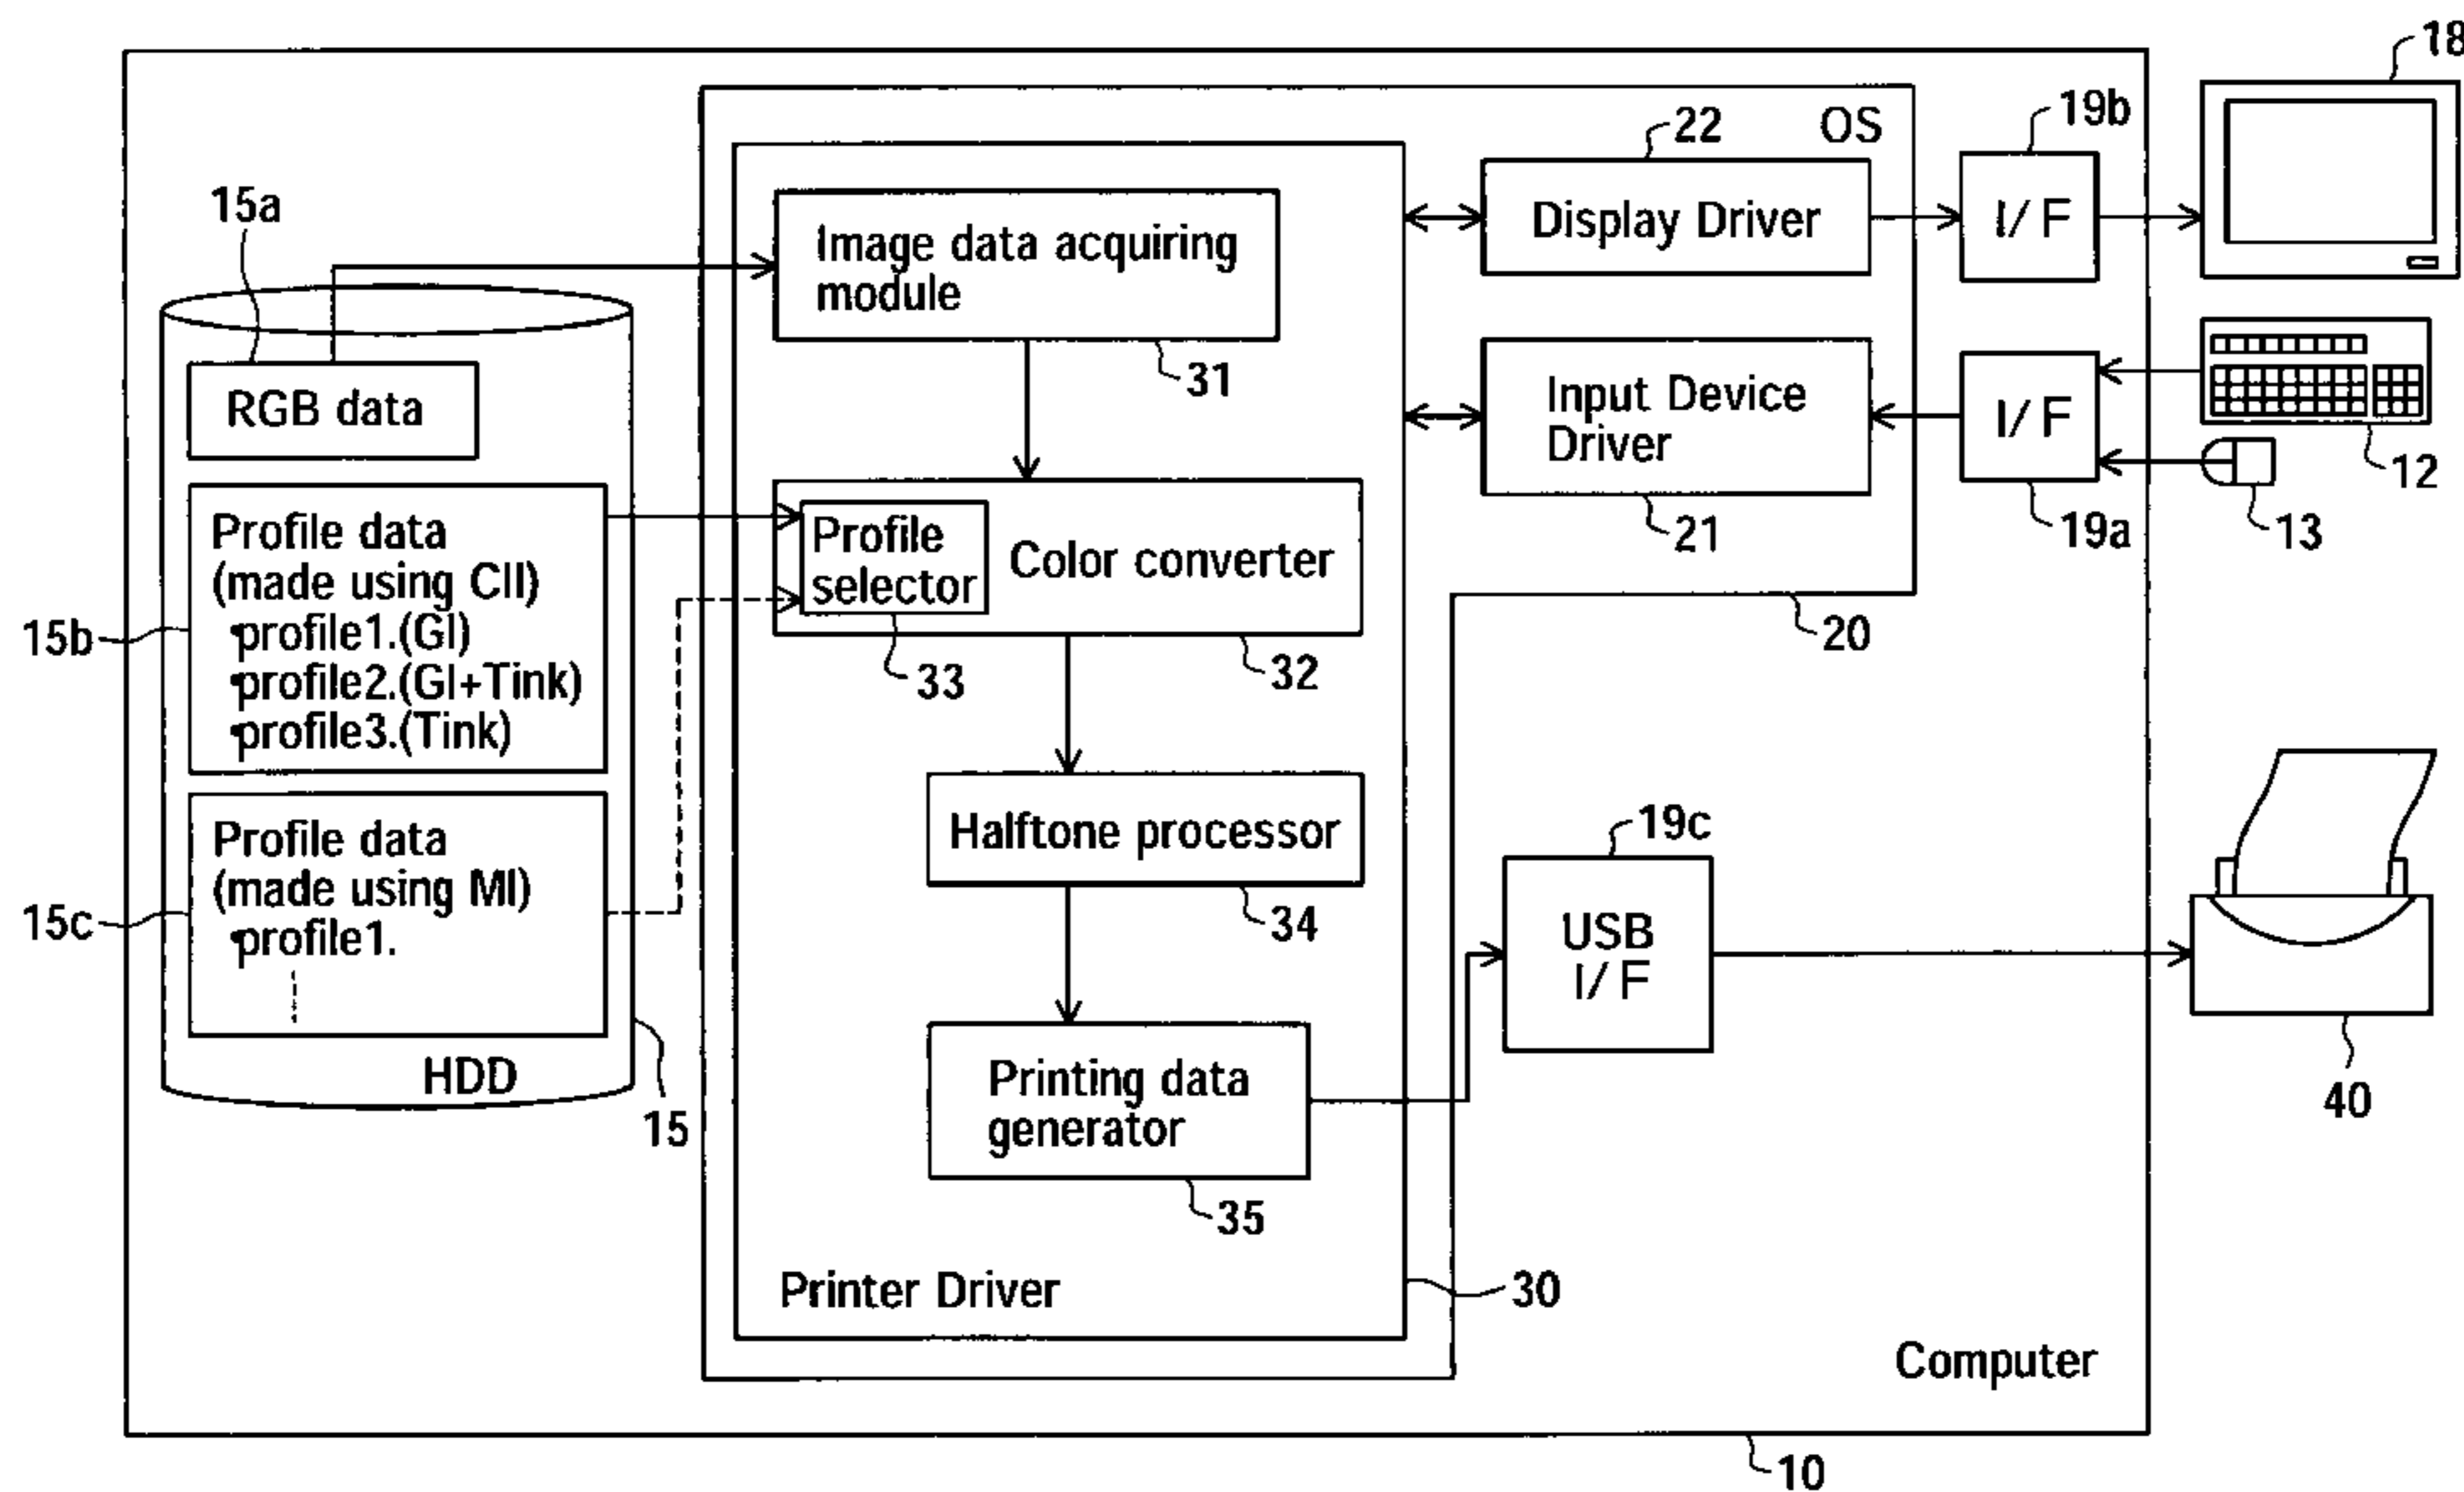 18
19b
22
OS
15a
Image data acquiring
module
Display Driver
I/F
31
RGB data
Input Device
Driver
I/F
12
13
19a
21
Profile data
(made using CII)
•profile1.(GI)
•profile2.(GI+Tink)
•profile3.(Tink)
15b
Profile
selector
Color converter
33
32
20
Profile data
(made using MI)
•profile1.
15c
Halftone processor
34
19c
USB
I/F
40
HDD
15
Printing data
generator
35
Printer Driver
30
Computer
10